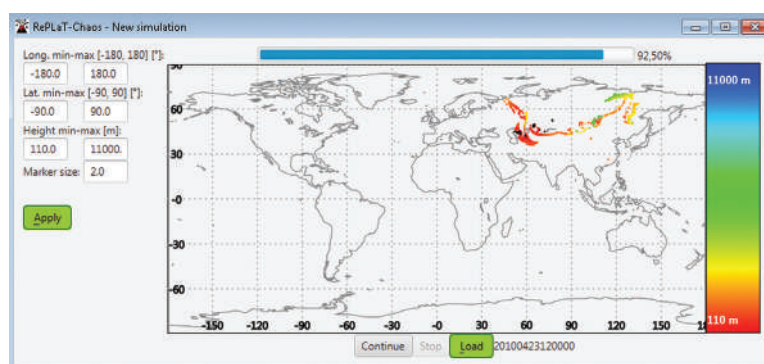 RePLaT-Chaos - New simulation
Long. min-max [-180, 180] [°]:
-180.0 180.0
Lat. min-max [-90, 90] [°]:
-90.0 90.0
Height min-max [m]:
110.0 11000.
Marker size: 2.0
Apply
92,50%
90
60
30
-0
-30
-60
-150 -120 -90 -60 -30 -0 30 60 90 120 150 18
11000 m
110 m
Continue Stop Load 20100423120000